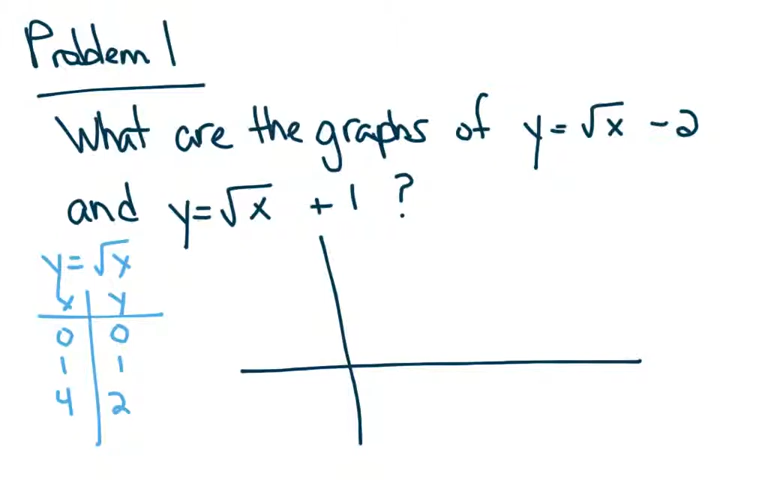 Problem 1
What are the graphs of y = √x - 2
and y = √x + 1 ?
y = √x
x y
0 0
1 1
4 2